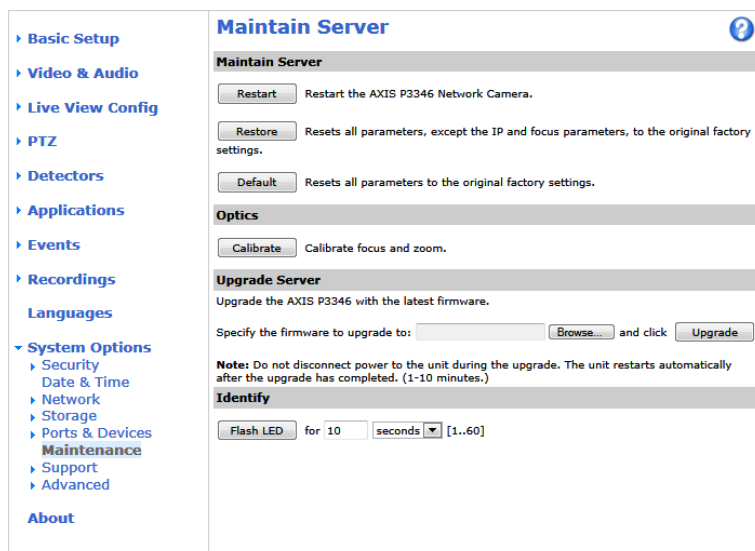 Basic Setup
Video & Audio
Live View Config
PTZ
Detectors
Applications
Events
Recordings
Languages
System Options
Security
Date & Time
Network
Storage
Ports & Devices
Maintenance
Support
Advanced
About
Maintain Server
?
Maintain Server
Restart Restart the AXIS P3346 Network Camera.
Restore Resets all parameters, except the IP and focus parameters, to the original factory
settings.
Default Resets all parameters to the original factory settings.
Optics
Calibrate Calibrate focus and zoom.
Upgrade Server
Upgrade the AXIS P3346 with the latest firmware.
Specify the firmware to upgrade to: Browse... and click Upgrade
Note: Do not disconnect power to the unit during the upgrade. The unit restarts automatically
after the upgrade has completed. (1-10 minutes.)
Identify
Flash LED for 10 seconds [1..60]